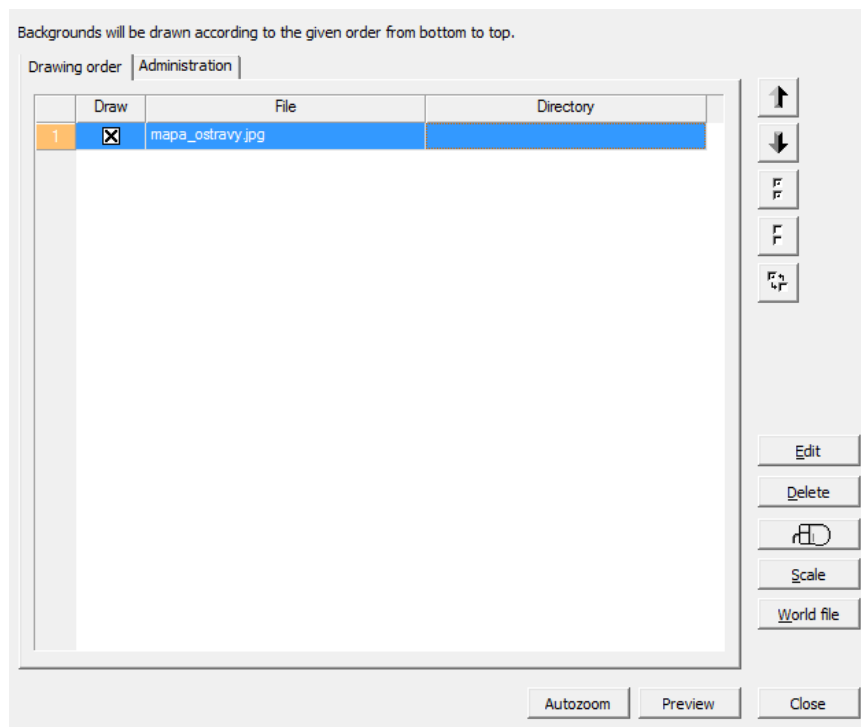 Backgrounds will be drawn according to the given order from bottom to top.
Drawing order Administration
Draw File Directory
1 mapa_ostravy.jpg
Edit
Delete
Scale
World file
Autozoom Preview Close